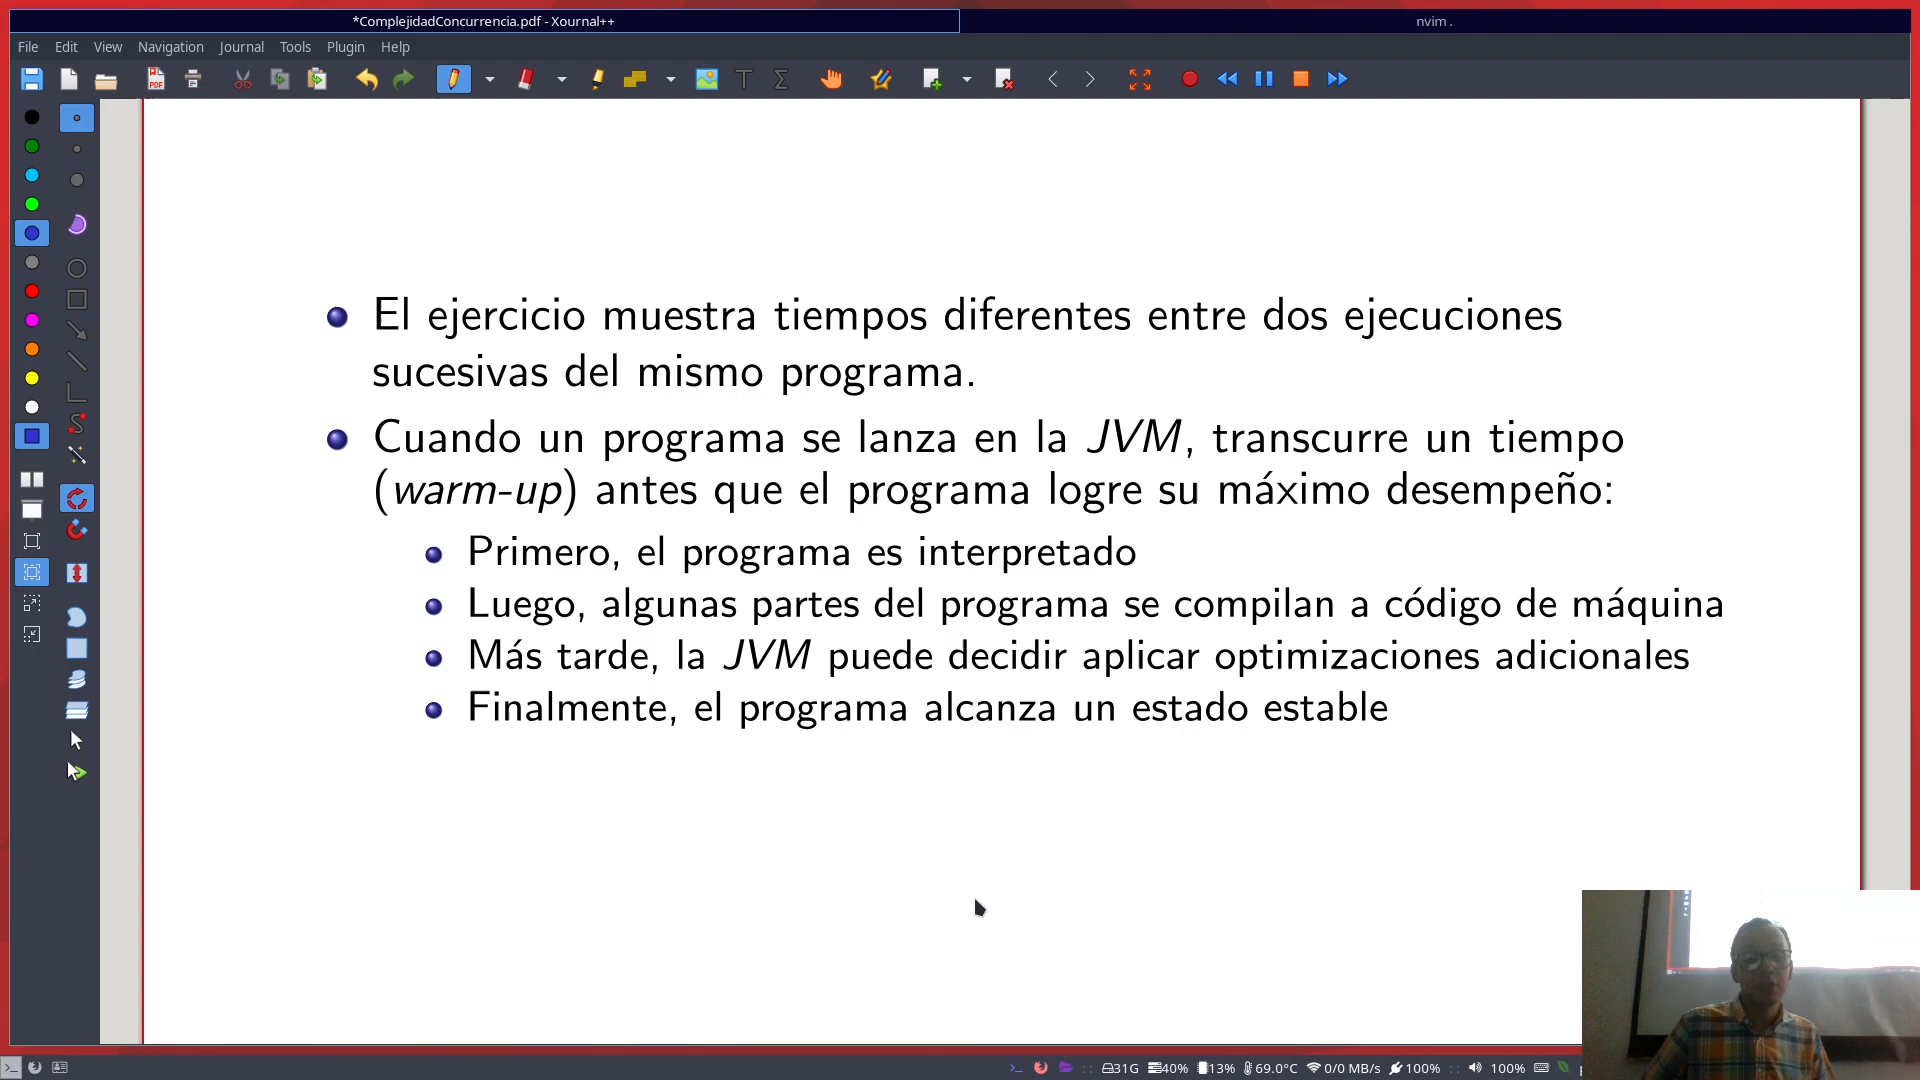 *ComplejidadConcurrencia.pdf - Xournal++
nvim .
File Edit View Navigation Journal Tools Plugin Help
El ejercicio muestra tiempos diferentes entre dos ejecuciones
sucesivas del mismo programa.
Cuando un programa se lanza en la JVM, transcurre un tiempo
(warm-up) antes que el programa logre su máximo desempeño:
Primero, el programa es interpretado
Luego, algunas partes del programa se compilan a código de máquina
Más tarde, la JVM puede decidir aplicar optimizaciones adicionales
Finalmente, el programa alcanza un estado estable
31G 40% 13% 69.0°C 0/0 MB/s 100% 100%